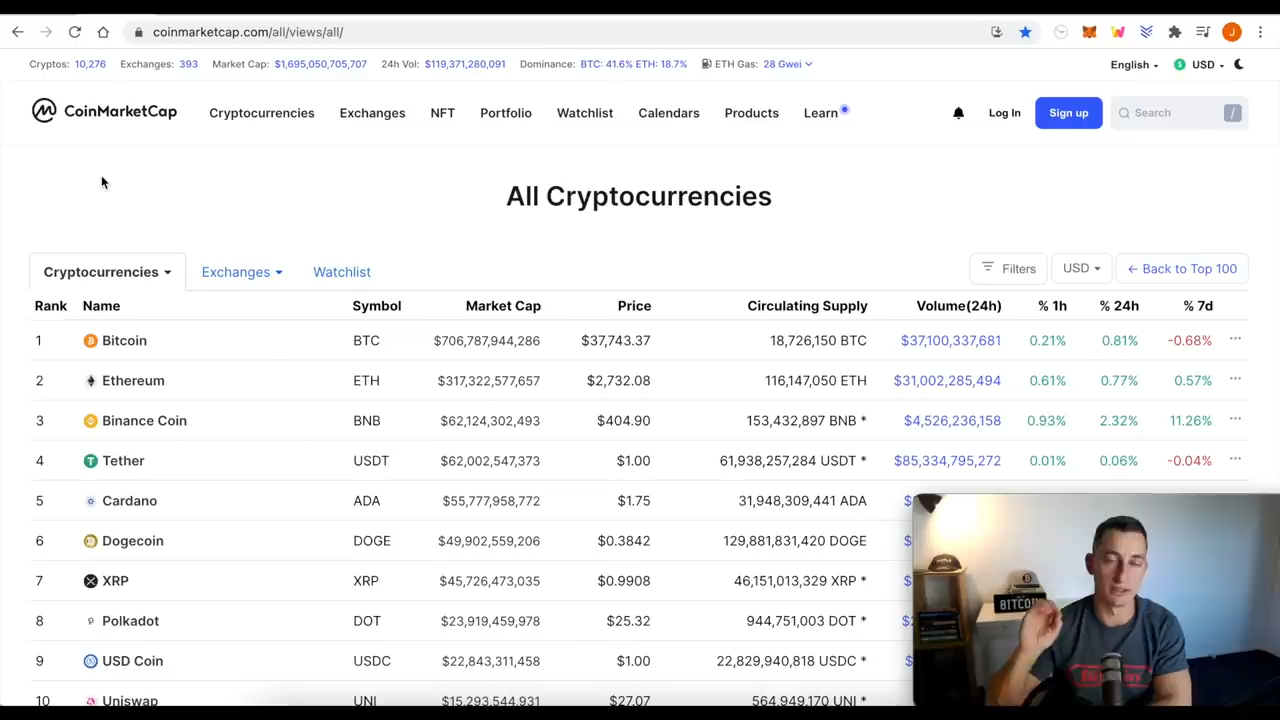 coinmarketcap.com/all/views/all/
J
Cryptos: 10,276 Exchanges: 393 Market Cap: $1,695,050,705,707 24h Vol: $119,371,280,091 Dominance: BTC: 41.6% ETH: 18.7% ETH Gas: 28 Gwei English USD
CoinMarketCap Cryptocurrencies Exchanges NFT Portfolio Watchlist Calendars Products Learn Log In Sign up Search /
All Cryptocurrencies
Cryptocurrencies Exchanges Watchlist Filters USD ← Back to Top 100
Rank Name Symbol Market Cap Price Circulating Supply Volume(24h) % 1h % 24h % 7d
1 Bitcoin BTC $706,787,944,286 $37,743.37 18,726,150 BTC $37,100,337,681 0.21% 0.81% -0.68%
2 Ethereum ETH $317,322,577,657 $2,732.08 116,147,050 ETH $31,002,285,494 0.61% 0.77% 0.57%
3 Binance Coin BNB $62,124,302,493 $404.90 153,432,897 BNB * $4,526,236,158 0.93% 2.32% 11.26%
4 Tether USDT $62,002,547,373 $1.00 61,938,257,284 USDT * $85,334,795,272 0.01% 0.06% -0.04%
5 Cardano ADA $55,777,958,772 $1.75 31,948,309,441 ADA
6 Dogecoin DOGE $49,902,559,206 $0.3842 129,881,831,420 DOGE
7 XRP XRP $45,726,473,035 $0.9908 46,151,013,329 XRP *
8 Polkadot DOT $23,919,459,978 $25.32 944,751,003 DOT *
9 USD Coin USDC $22,843,311,458 $1.00 22,829,940,818 USDC *
10 Uniswap UNI $15,293,544,931 $27.07 564,949,170 UNI *